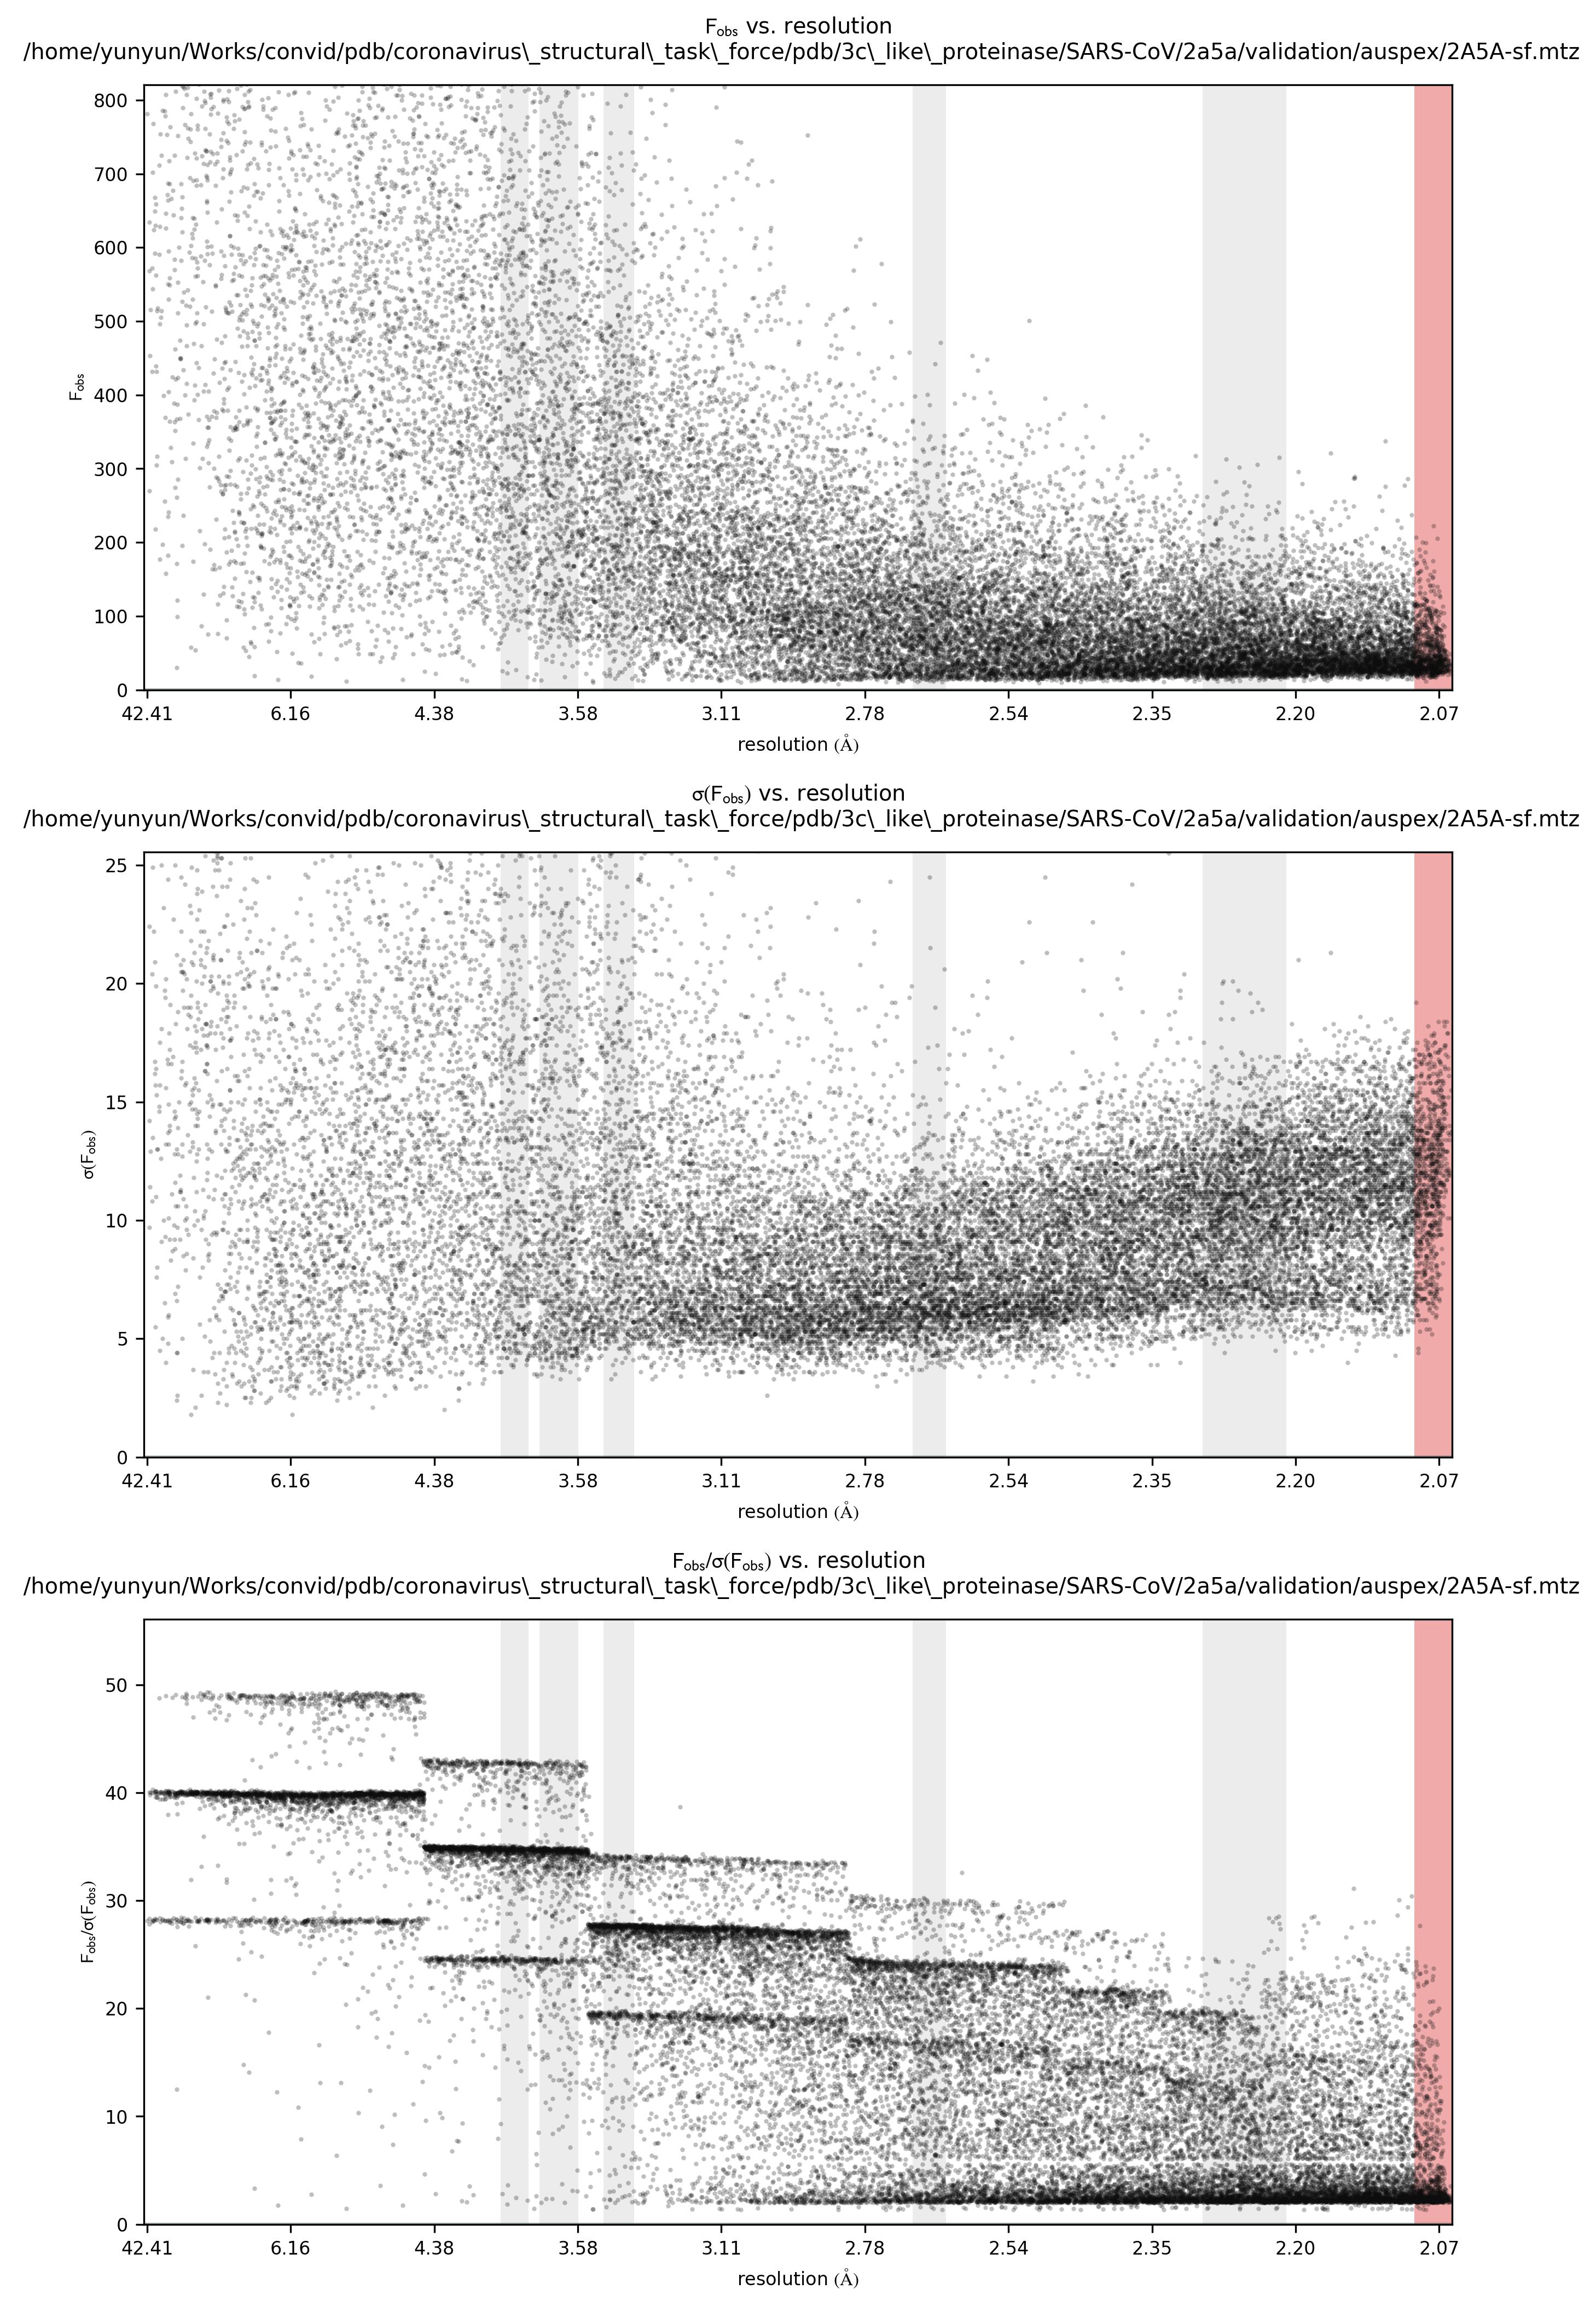 Fobs vs. resolution
/home/yunyun/Works/convid/pdb/coronavirus\_structural\_task\_force/pdb/3c\_like\_proteinase/SARS-CoV/2a5a/validation/auspex/2A5A-sf.mtz
800
700
600
500
400
300
200
100
0
Fobs
42.41 6.16 4.38 3.58 3.11 2.78 2.54 2.35 2.20 2.07
resolution (Å)
σ(Fobs) vs. resolution
/home/yunyun/Works/convid/pdb/coronavirus\_structural\_task\_force/pdb/3c\_like\_proteinase/SARS-CoV/2a5a/validation/auspex/2A5A-sf.mtz
25
20
15
10
5
0
σ(Fobs)
42.41 6.16 4.38 3.58 3.11 2.78 2.54 2.35 2.20 2.07
resolution (Å)
Fobs/σ(Fobs) vs. resolution
/home/yunyun/Works/convid/pdb/coronavirus\_structural\_task\_force/pdb/3c\_like\_proteinase/SARS-CoV/2a5a/validation/auspex/2A5A-sf.mtz
50
40
30
20
10
0
Fobs/σ(Fobs)
42.41 6.16 4.38 3.58 3.11 2.78 2.54 2.35 2.20 2.07
resolution (Å)